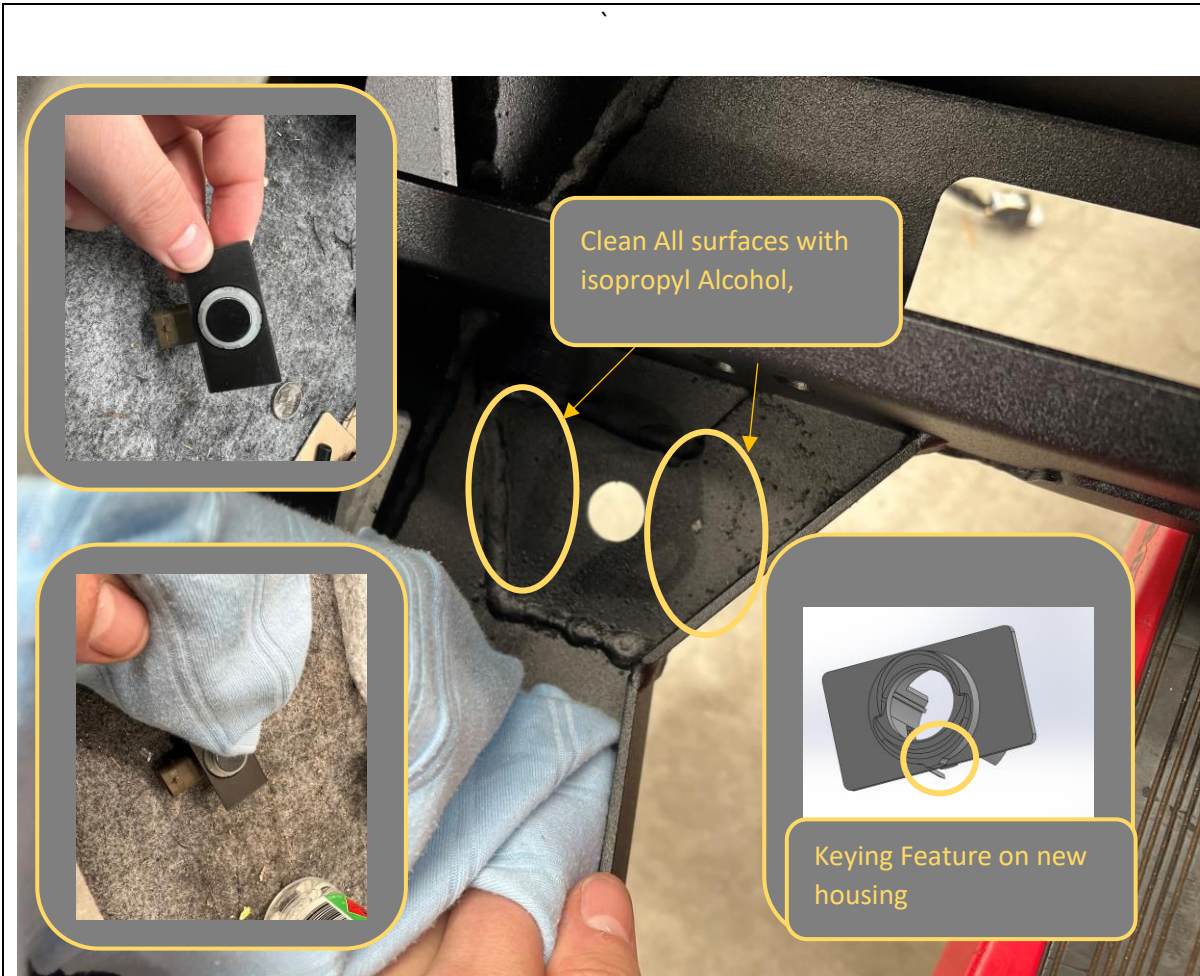 `
Clean All surfaces with
isopropyl Alcohol,
Keying Feature on new
housing